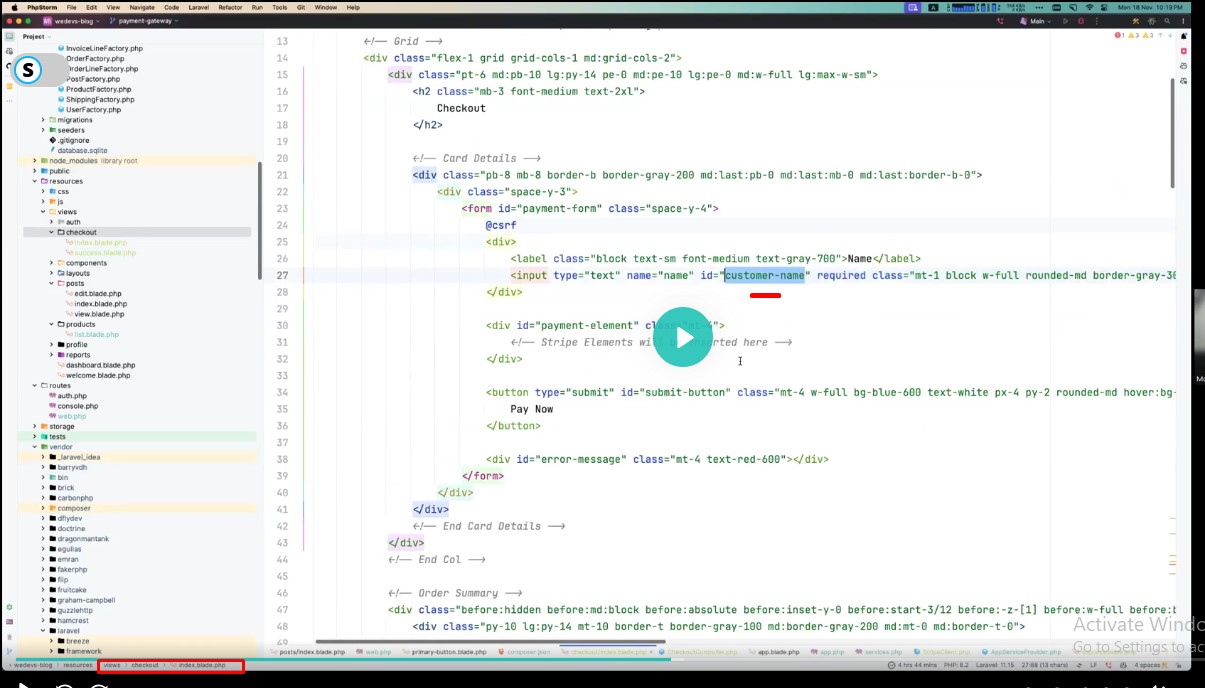 PhpStorm File Edit View Navigate Code Laravel Refactor Run Tools Git Window Help
Mon 18 Nov 10:19 PM
wedevs-blog payment-gateway
Main
Project
InvoiceLineFactory.php
OrderFactory.php
OrderLineFactory.php
PostFactory.php
ProductFactory.php
ShippingFactory.php
UserFactory.php
migrations
seeders
.gitignore
database.sqlite
node_modules library root
public
resources
css
js
views
auth
checkout
index.blade.php
success.blade.php
components
layouts
posts
edit.blade.php
index.blade.php
view.blade.php
products
list.blade.php
profile
reports
dashboard.blade.php
welcome.blade.php
routes
auth.php
console.php
web.php
storage
tests
vendor
_laravel_idea
barryvdh
bin
brick
carbonphp
composer
dflydev
doctrine
dragonmantank
egulias
emran
fakerphp
filp
fruitcake
graham-campbell
guzzlehttp
hamcrest
laravel
breeze
framework
S
13 <!-- Grid -->
14 <div class="flex-1 grid grid-cols-1 md:grid-cols-2">
15 <div class="pt-6 md:pb-10 lg:py-14 pe-0 md:pe-10 lg:pe-0 md:w-full lg:max-w-sm">
16 <h2 class="mb-3 font-medium text-2xl">
17 Checkout
18 </h2>
19
20 <!-- Card Details -->
21 <div class="pb-8 mb-8 border-b border-gray-200 md:last:pb-0 md:last:mb-0 md:last:border-b-0">
22 <div class="space-y-3">
23 <form id="payment-form" class="space-y-4">
24 @csrf
25 <div>
26 <label class="block text-sm font-medium text-gray-700">Name</label>
27 <input type="text" name="name" id="customer-name" required class="mt-1 block w-full rounded-md border-gray-30
28 </div>
29
30 <div id="payment-element" class="mt-4">
31 <!-- Stripe Elements will be inserted here -->
32 </div>
33
34 <button type="submit" id="submit-button" class="mt-4 w-full bg-blue-600 text-white px-4 py-2 rounded-md hover:bg-
35 Pay Now
36 </button>
37
38 <div id="error-message" class="mt-4 text-red-600"></div>
39 </form>
40 </div>
41 </div>
42 <!-- End Card Details -->
43 </div>
44 <!-- End Col -->
45
46 <!-- Order Summary -->
47 <div class="before:hidden before:md:block before:absolute before:inset-y-0 before:start-3/12 before:-z-[1] before:w-full before:b
48 <div class="py-10 lg:py-14 mt-10 border-t border-gray-100 md:border-gray-200 md:mt-0 md:border-t-0">
49
Activate Windo
Go to Settings to ac
posts/index.blade.php web.php primary-button.blade.php composer.json checkout/index.blade.php app.blade.php app.php services.php StripeClient.php CheckoutController.php AppServiceProvider.php
wedevs-blog resources views checkout index.blade.php
4 hrs 44 mins PHP: 8.2 Laravel: 11.15 27:68 (13 chars) LF 4 spaces